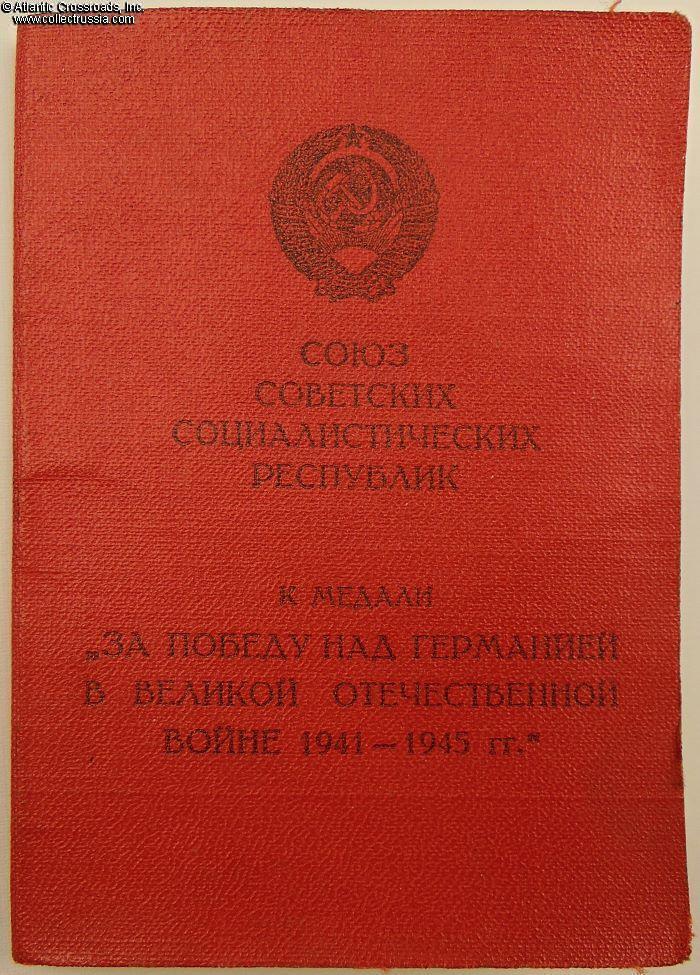 © Atlantic Crossroads, Inc.
www.collectrussia.com
СОЮЗ
СОВЕТСКИХ
СОЦИАЛИСТИЧЕСКИХ
РЕСПУБЛИК
К МЕДАЛИ
„ЗА ПОБЕДУ НАД ГЕРМАНИЕЙ
В ВЕЛИКОЙ ОТЕЧЕСТВЕННОЙ
ВОЙНЕ 1941—1945 гг.“